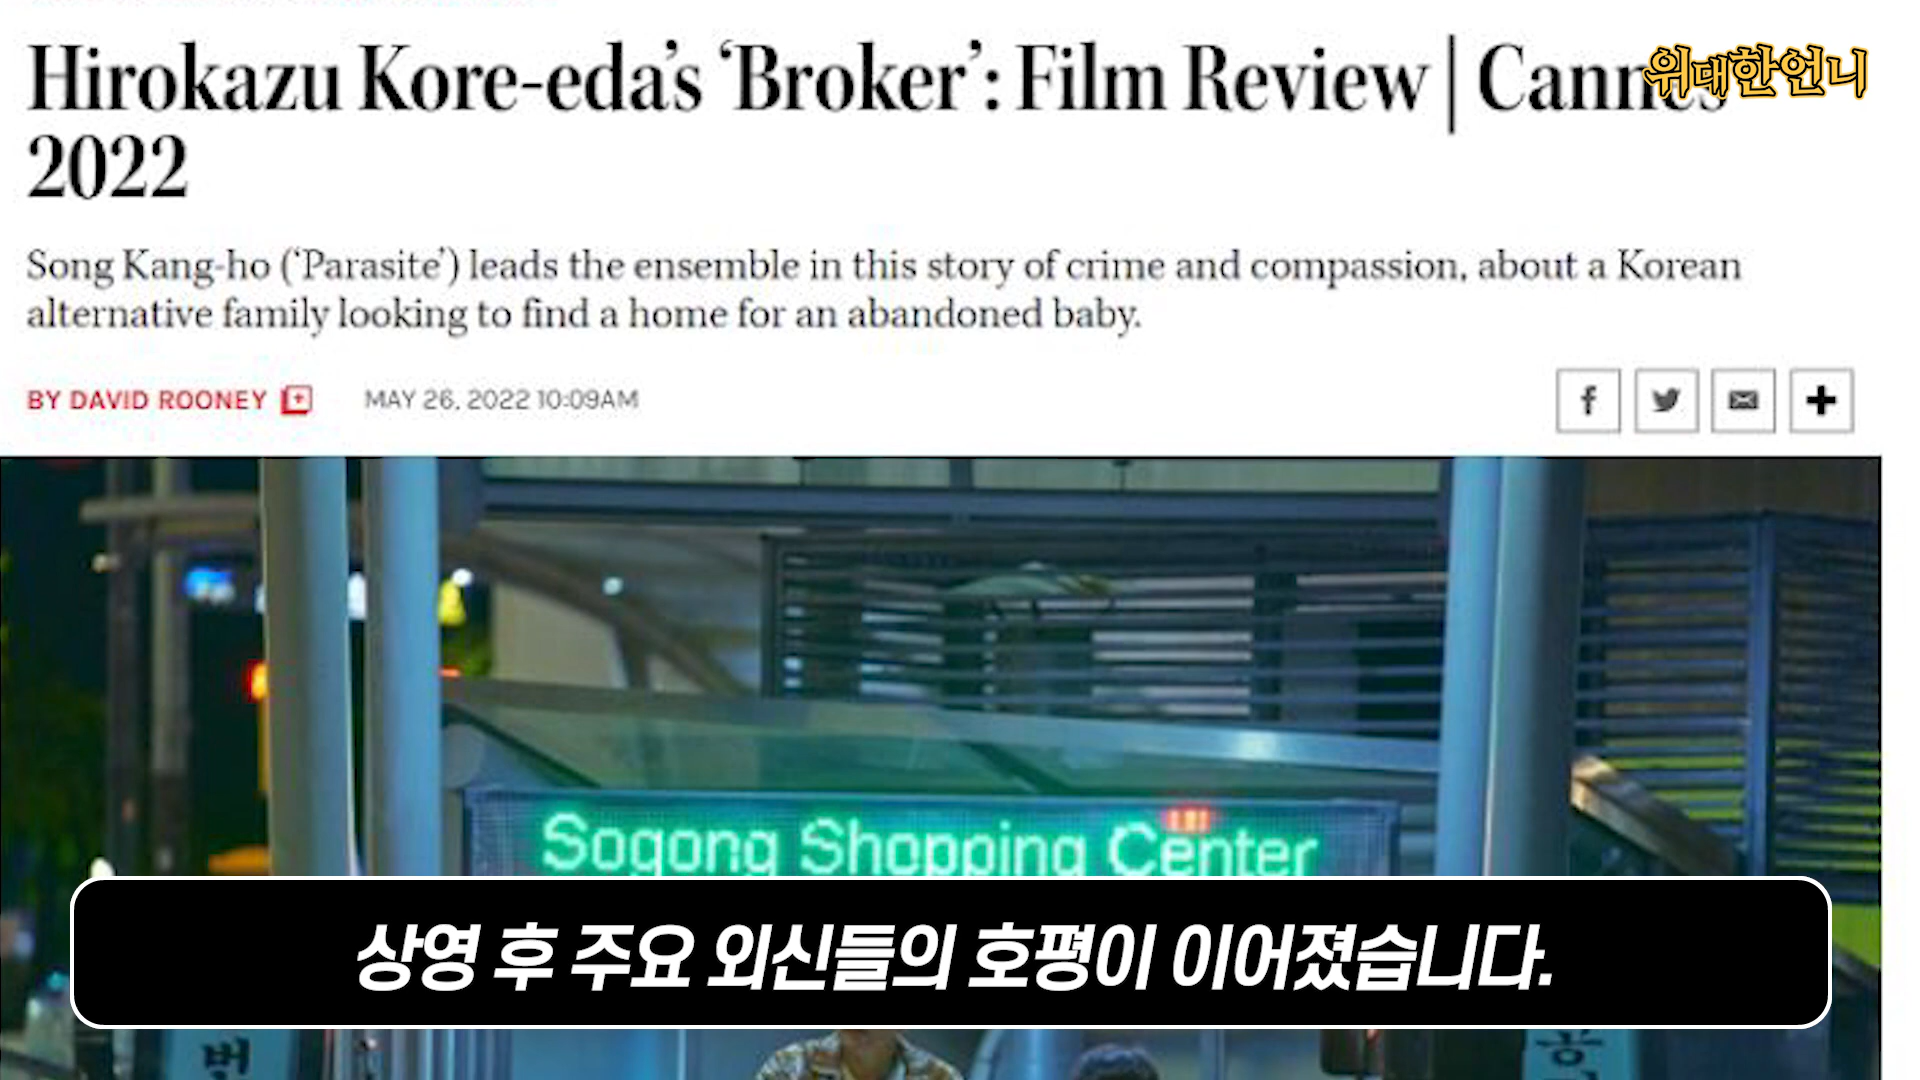 Hirokazu Kore-eda's ‘Broker’: Film Review | Cannes
위대한언니
2022
Song Kang-ho (‘Parasite’) leads the ensemble in this story of crime and compassion, about a Korean
alternative family looking to find a home for an abandoned baby.
BY DAVID ROONEY
MAY 26, 2022 10:09AM
Sogong Shopping Center
상영 후 주요 외신들의 호평이 이어졌습니다.